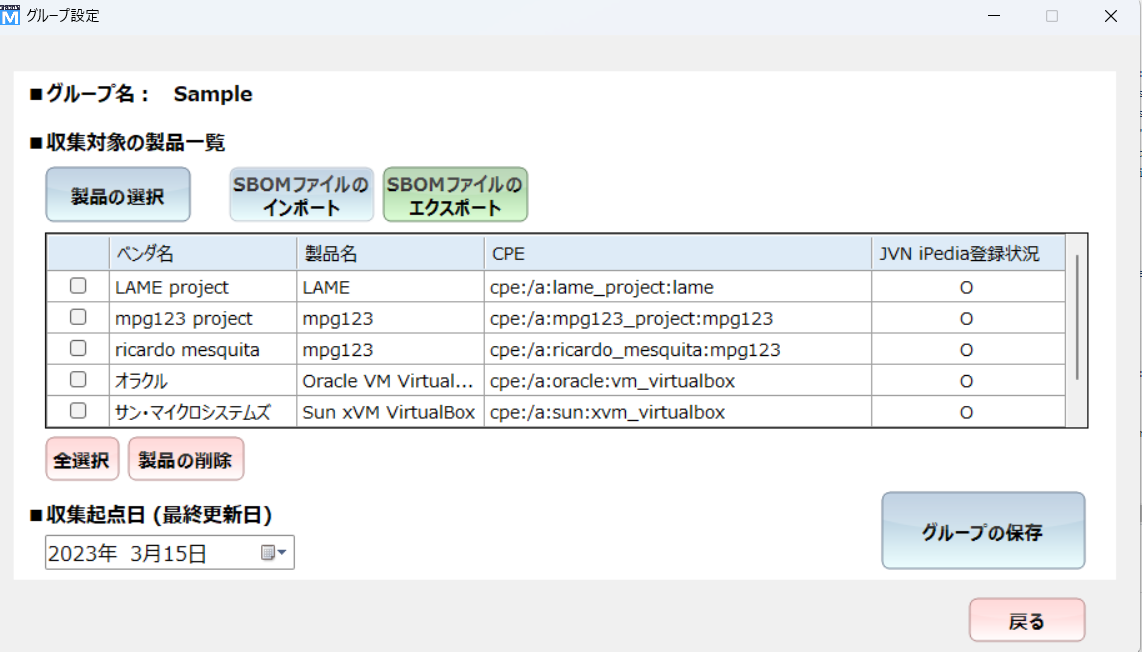 グループ設定
■グループ名： Sample
■収集対象の製品一覧
製品の選択
SBOMファイルの
インポート
SBOMファイルの
エクスポート
ベンダ名 製品名 CPE JVN iPedia登録状況
LAME project LAME cpe:/a:lame_project:lame O
mpg123 project mpg123 cpe:/a:mpg123_project:mpg123 O
ricardo mesquita mpg123 cpe:/a:ricardo_mesquita:mpg123 O
オラクル Oracle VM Virtual... cpe:/a:oracle:vm_virtualbox O
サン・マイクロシステムズ Sun xVM VirtualBox cpe:/a:sun:xvm_virtualbox O
全選択 製品の削除
■収集起点日 (最終更新日)
2023年 3月15日
グループの保存
戻る